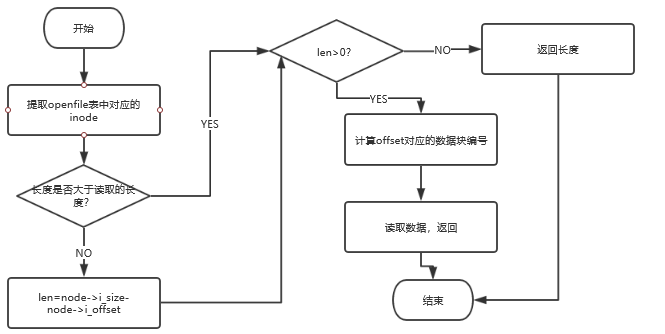 开始
提取openfile表中对应的
inode
长度是否大于读取的长
度？
YES
NO
len=node->i_size-
node->i_offset
len>0?
NO
返回长度
YES
计算offset对应的数据块编号
读取数据，返回
结束